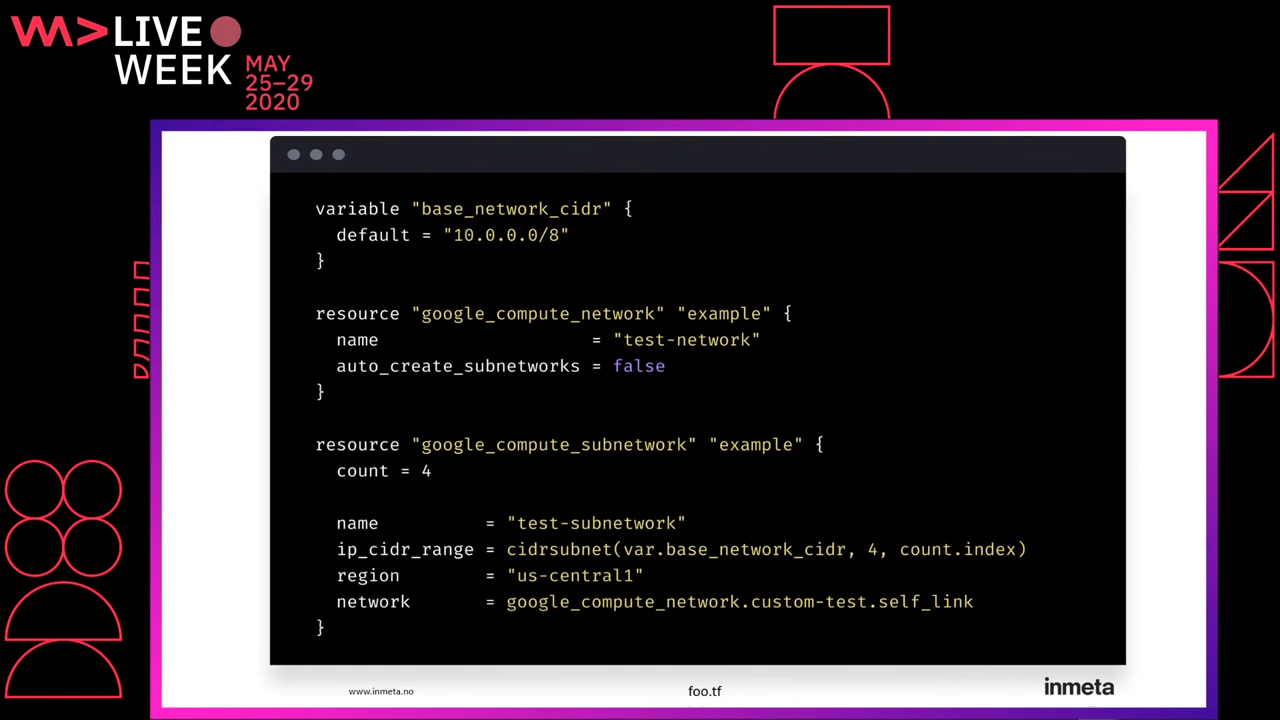 LIVE
WEEK
MAY
25–29
2020
variable "base_network_cidr" {
  default = "10.0.0.0/8"
}
resource "google_compute_network" "example" {
  name                    = "test-network"
  auto_create_subnetworks = false
}
resource "google_compute_subnetwork" "example" {
  count = 4
  name          = "test-subnetwork"
  ip_cidr_range = cidrsubnet(var.base_network_cidr, 4, count.index)
  region        = "us-central1"
  network       = google_compute_network.custom-test.self_link
}
www.inmeta.no
foo.tf
inmeta